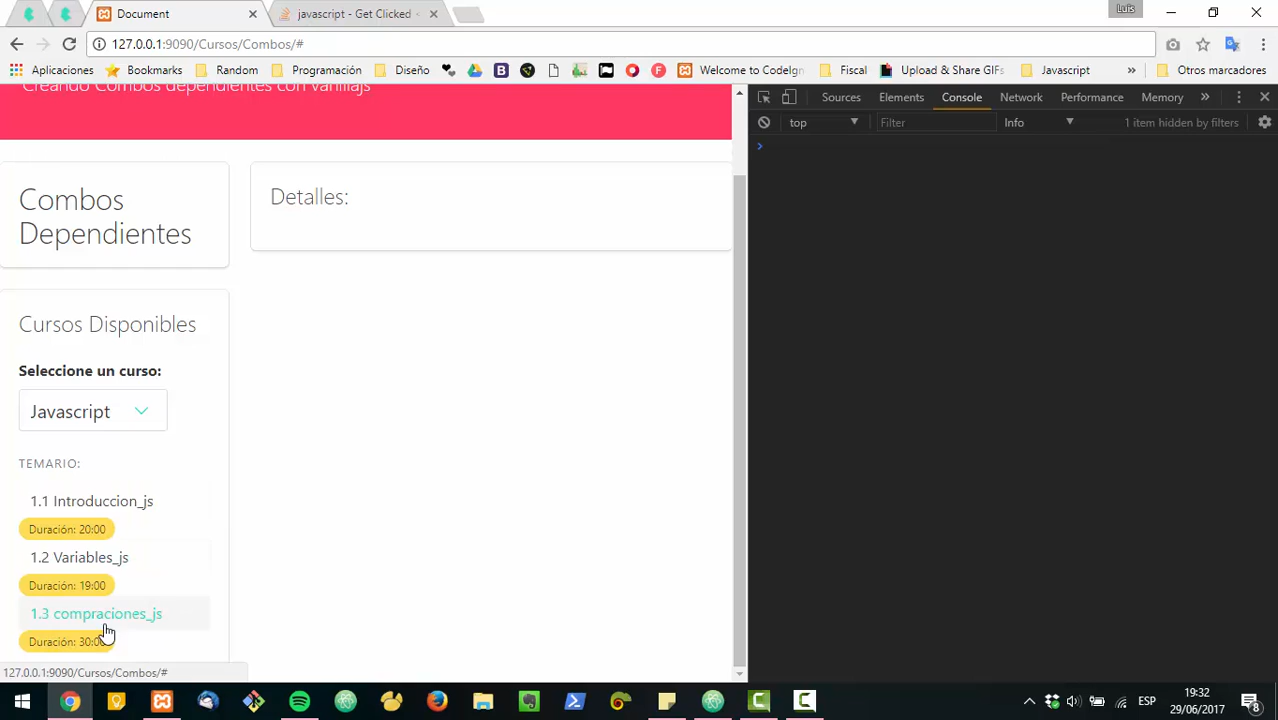 Luis
Document
javascript - Get Clicked
127.0.0.1:9090/Cursos/Combos/#
Aplicaciones Bookmarks Random Programación Diseño Welcome to CodeIgn Fiscal Upload & Share GIFs Javascript » Otros marcadores
Creando Combos dependientes con vanillajs
Sources Elements Console Network Performance Memory »
top Filter Info 1 item hidden by filters
Combos
Dependientes
Detalles:
Cursos Disponibles
Seleccione un curso:
Javascript
TEMARIO:
1.1 Introduccion_js
Duración: 20:00
1.2 Variables_js
Duración: 19:00
1.3 compraciones_js
Duración: 30:00
127.0.0.1:9090/Cursos/Combos/#
ESP
19:32
29/06/2017